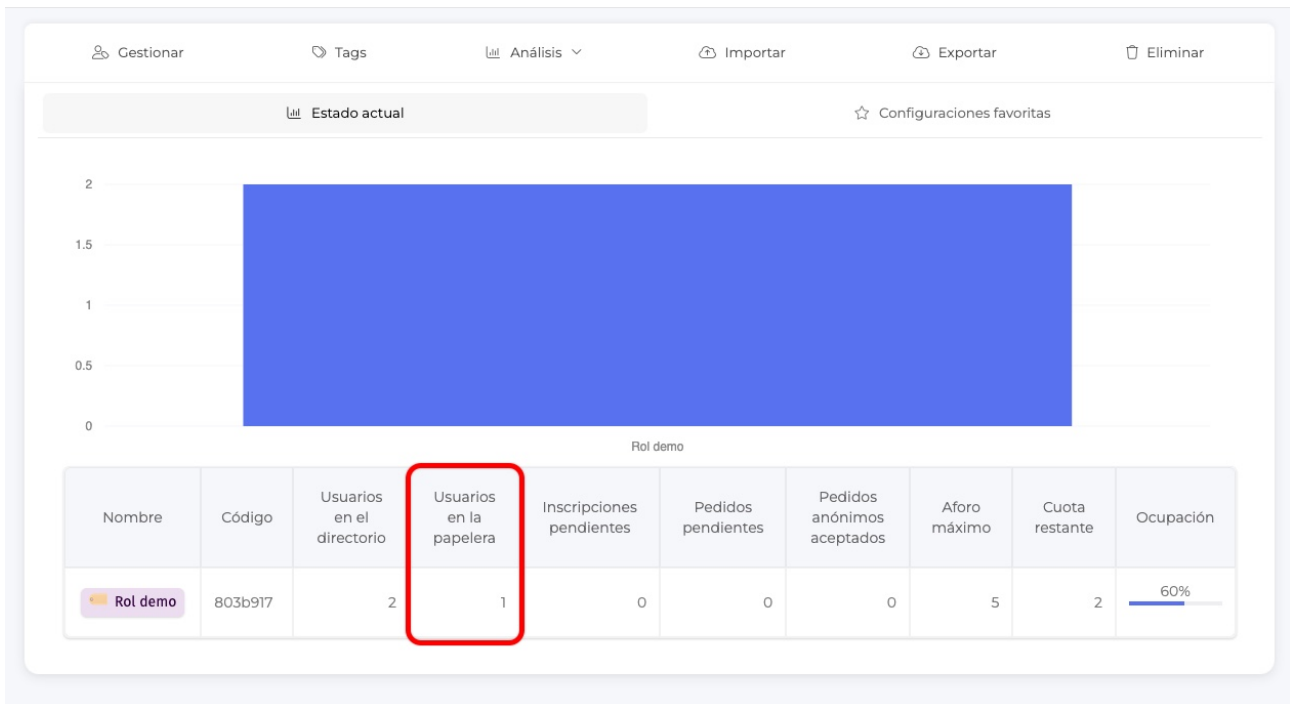 Gestionar
Tags
Análisis
Importar
Exportar
Eliminar
Estado actual
Configuraciones favoritas
2
1.5
1
0.5
0
Rol demo
Nombre
Código
Usuarios
en el
directorio
Usuarios
en la
papelera
Inscripciones
pendientes
Pedidos
pendientes
Pedidos
anónimos
aceptados
Aforo
máximo
Cuota
restante
Ocupación
Rol demo
803b917
2
1
0
0
0
5
2
60%